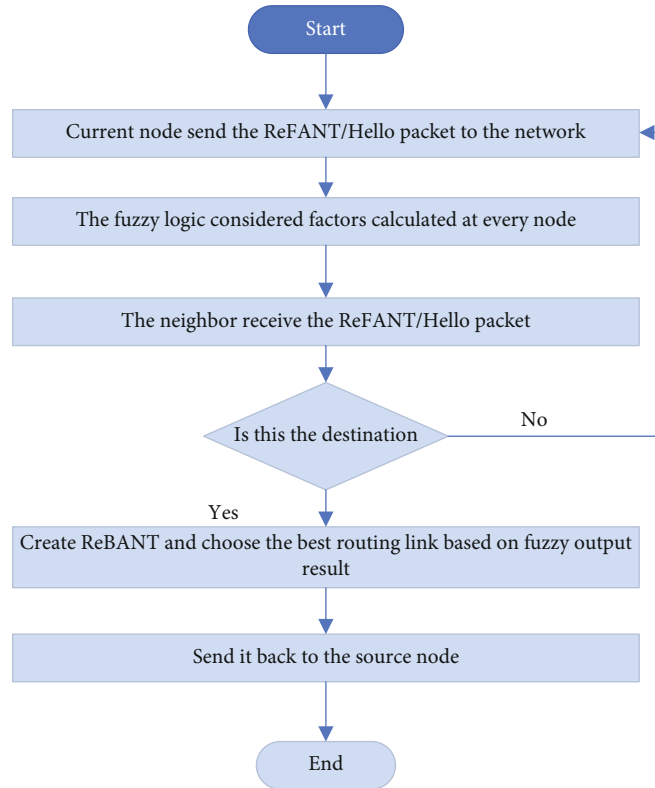 Start
Current node send the ReFANT/Hello packet to the network
The fuzzy logic considered factors calculated at every node
The neighbor receive the ReFANT/Hello packet
Is this the destination
No
Yes
Create ReBANT and choose the best routing link based on fuzzy output
result
Send it back to the source node
End